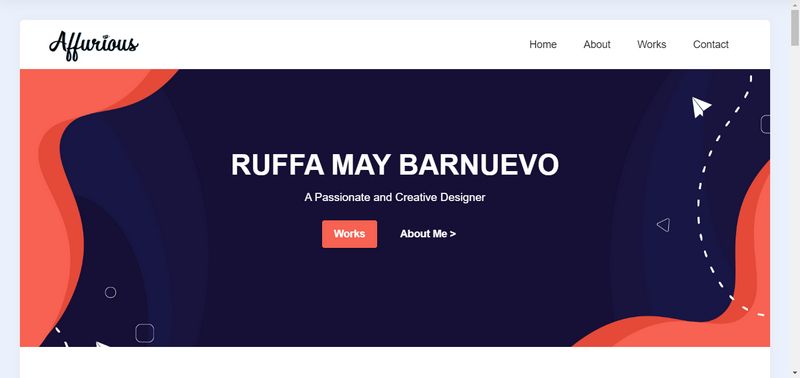 Affurious
Home About Works Contact
RUFFA MAY BARNUEVO
A Passionate and Creative Designer
Works About Me >